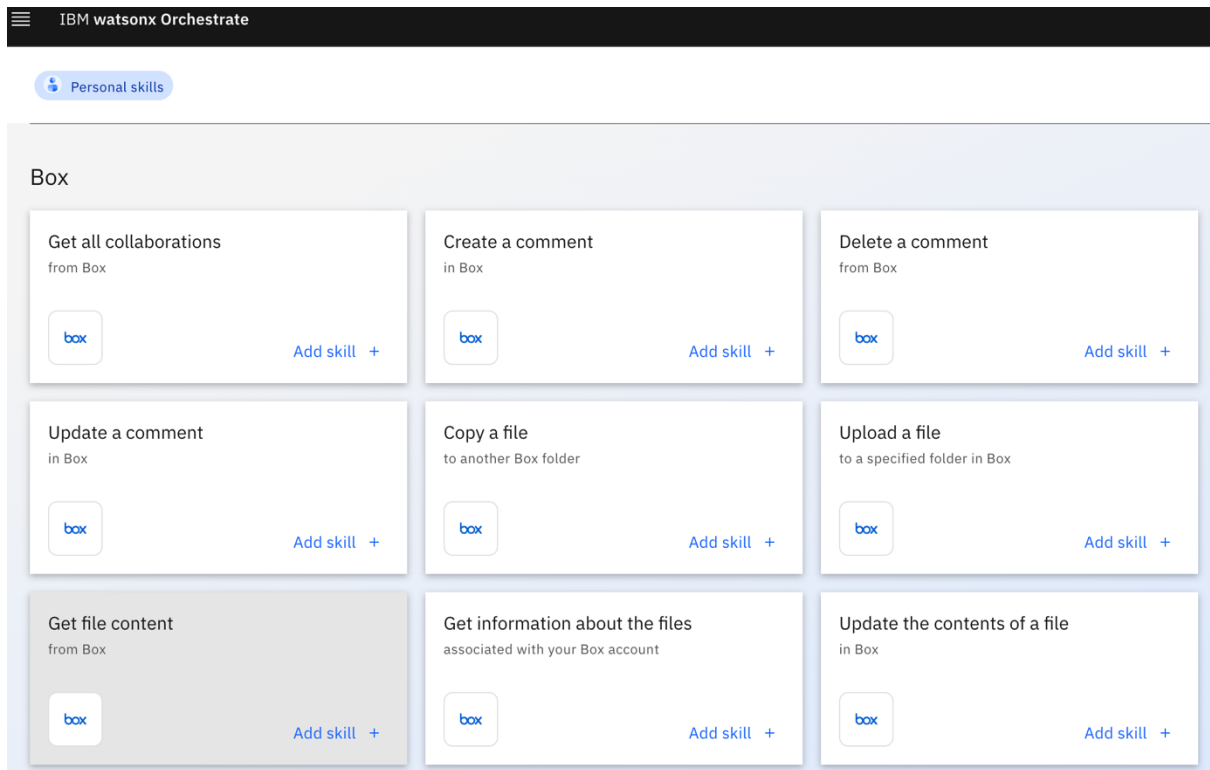 IBM watsonx Orchestrate
Personal skills
Box
Get all collaborations
from Box
box
Add skill +
Create a comment
in Box
box
Add skill +
Delete a comment
from Box
box
Add skill +
Update a comment
in Box
box
Add skill +
Copy a file
to another Box folder
box
Add skill +
Upload a file
to a specified folder in Box
box
Add skill +
Get file content
from Box
box
Add skill +
Get information about the files
associated with your Box account
box
Add skill +
Update the contents of a file
in Box
box
Add skill +